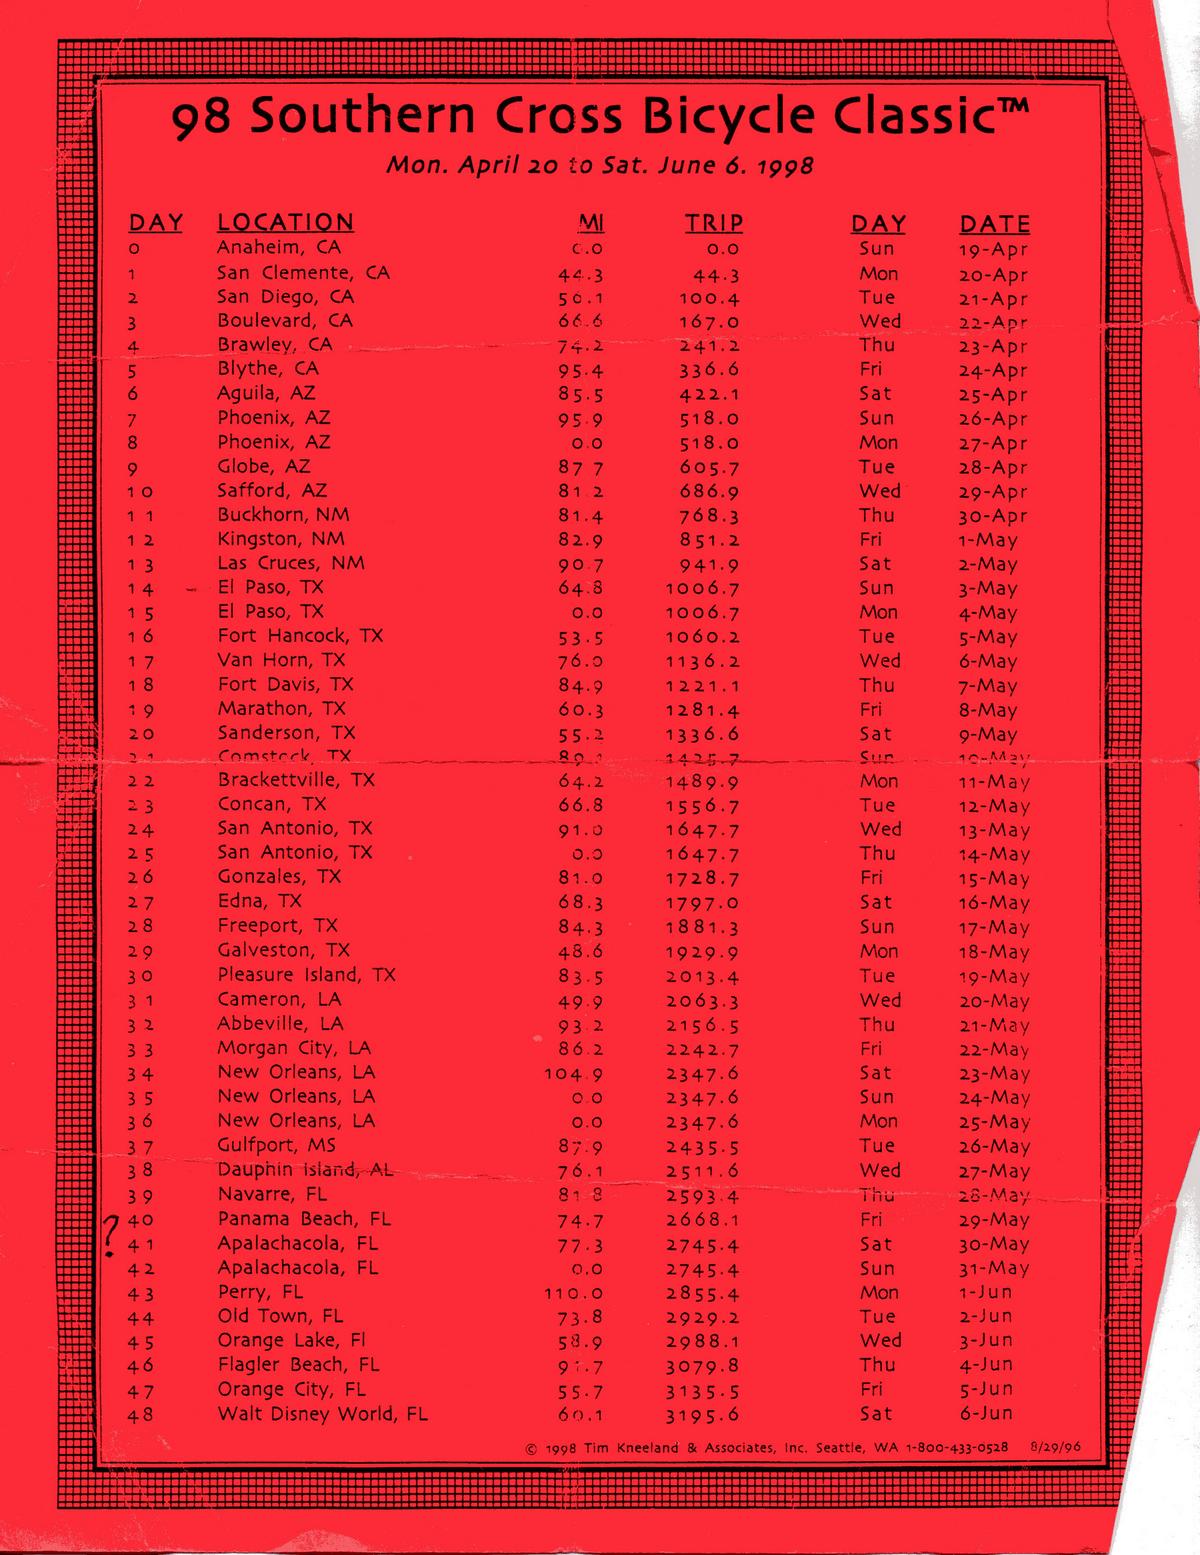 98 Southern Cross Bicycle Classic™
Mon. April 20 to Sat. June 6. 1998
DAY LOCATION MI TRIP DAY DATE
0 Anaheim, CA 0.0 0.0 Sun 19-Apr
1 San Clemente, CA 44.3 44.3 Mon 20-Apr
2 San Diego, CA 56.1 100.4 Tue 21-Apr
3 Boulevard, CA 66.6 167.0 Wed 22-Apr
4 Brawley, CA 74.2 241.2 Thu 23-Apr
5 Blythe, CA 95.4 336.6 Fri 24-Apr
6 Aguila, AZ 85.5 422.1 Sat 25-Apr
7 Phoenix, AZ 95.9 518.0 Sun 26-Apr
8 Phoenix, AZ 0.0 518.0 Mon 27-Apr
9 Globe, AZ 87.7 605.7 Tue 28-Apr
10 Safford, AZ 81.2 686.9 Wed 29-Apr
11 Buckhorn, NM 81.4 768.3 Thu 30-Apr
12 Kingston, NM 82.9 851.2 Fri 1-May
13 Las Cruces, NM 90.7 941.9 Sat 2-May
14 - El Paso, TX 64.8 1006.7 Sun 3-May
15 El Paso, TX 0.0 1006.7 Mon 4-May
16 Fort Hancock, TX 53.5 1060.2 Tue 5-May
17 Van Horn, TX 76.0 1136.2 Wed 6-May
18 Fort Davis, TX 84.9 1221.1 Thu 7-May
19 Marathon, TX 60.3 1281.4 Fri 8-May
20 Sanderson, TX 55.2 1336.6 Sat 9-May
21 Comstock, TX 89.1 1425.7 Sun 10-May
22 Brackettville, TX 64.2 1489.9 Mon 11-May
23 Concan, TX 66.8 1556.7 Tue 12-May
24 San Antonio, TX 91.0 1647.7 Wed 13-May
25 San Antonio, TX 0.0 1647.7 Thu 14-May
26 Gonzales, TX 81.0 1728.7 Fri 15-May
27 Edna, TX 68.3 1797.0 Sat 16-May
28 Freeport, TX 84.3 1881.3 Sun 17-May
29 Galveston, TX 48.6 1929.9 Mon 18-May
30 Pleasure Island, TX 83.5 2013.4 Tue 19-May
31 Cameron, LA 49.9 2063.3 Wed 20-May
32 Abbeville, LA 93.2 2156.5 Thu 21-May
33 Morgan City, LA 86.2 2242.7 Fri 22-May
34 New Orleans, LA 104.9 2347.6 Sat 23-May
35 New Orleans, LA 0.0 2347.6 Sun 24-May
36 New Orleans, LA 0.0 2347.6 Mon 25-May
37 Gulfport, MS 87.9 2435.5 Tue 26-May
38 Dauphin Island, AL 76.1 2511.6 Wed 27-May
39 Navarre, FL 81.8 2593.4 Thu 28-May
? 40 Panama Beach, FL 74.7 2668.1 Fri 29-May
41 Apalachacola, FL 77.3 2745.4 Sat 30-May
42 Apalachacola, FL 0.0 2745.4 Sun 31-May
43 Perry, FL 110.0 2855.4 Mon 1-Jun
44 Old Town, FL 73.8 2929.2 Tue 2-Jun
45 Orange Lake, Fl 58.9 2988.1 Wed 3-Jun
46 Flagler Beach, FL 91.7 3079.8 Thu 4-Jun
47 Orange City, FL 55.7 3135.5 Fri 5-Jun
48 Walt Disney World, FL 60.1 3195.6 Sat 6-Jun
© 1998 Tim Kneeland & Associates, Inc. Seattle, WA 1-800-433-0528 8/29/96